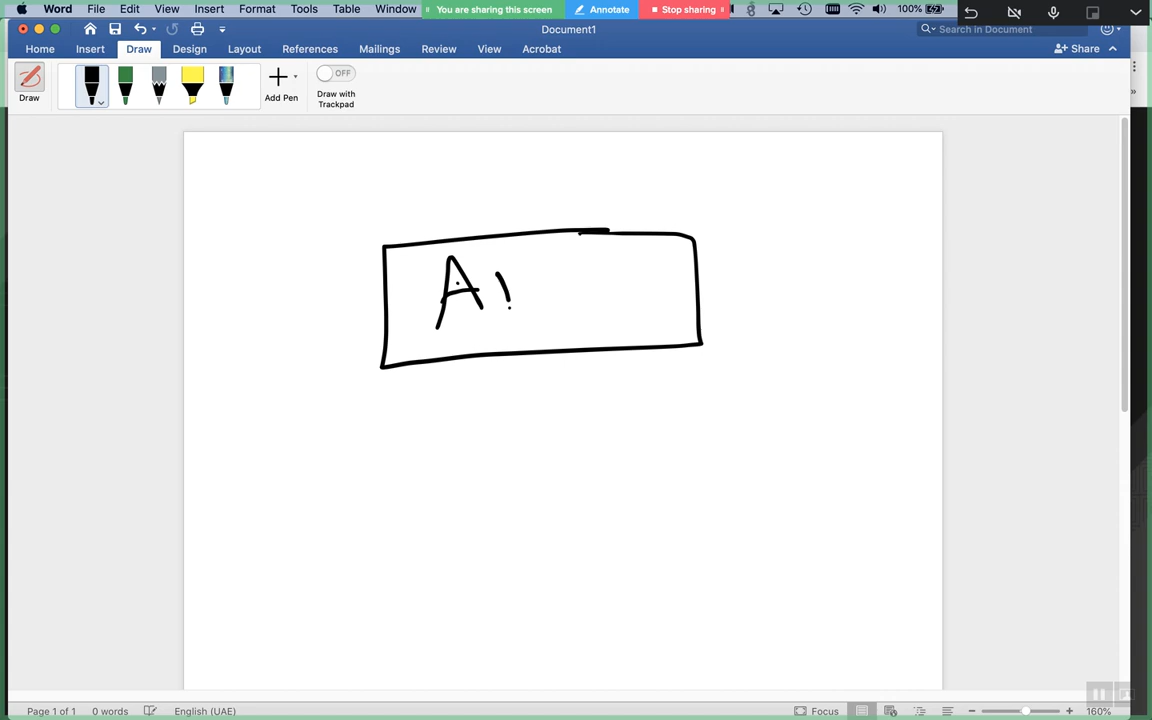 Word File Edit View Insert Format Tools Table Window You are sharing this screen Annotate Stop sharing 100%
Document1 Search in Document
Home Insert Draw Design Layout References Mailings Review View Acrobat Share
OFF
Draw Add Pen Draw with
Trackpad
A
Page 1 of 1 0 words English (UAE) Focus 160%